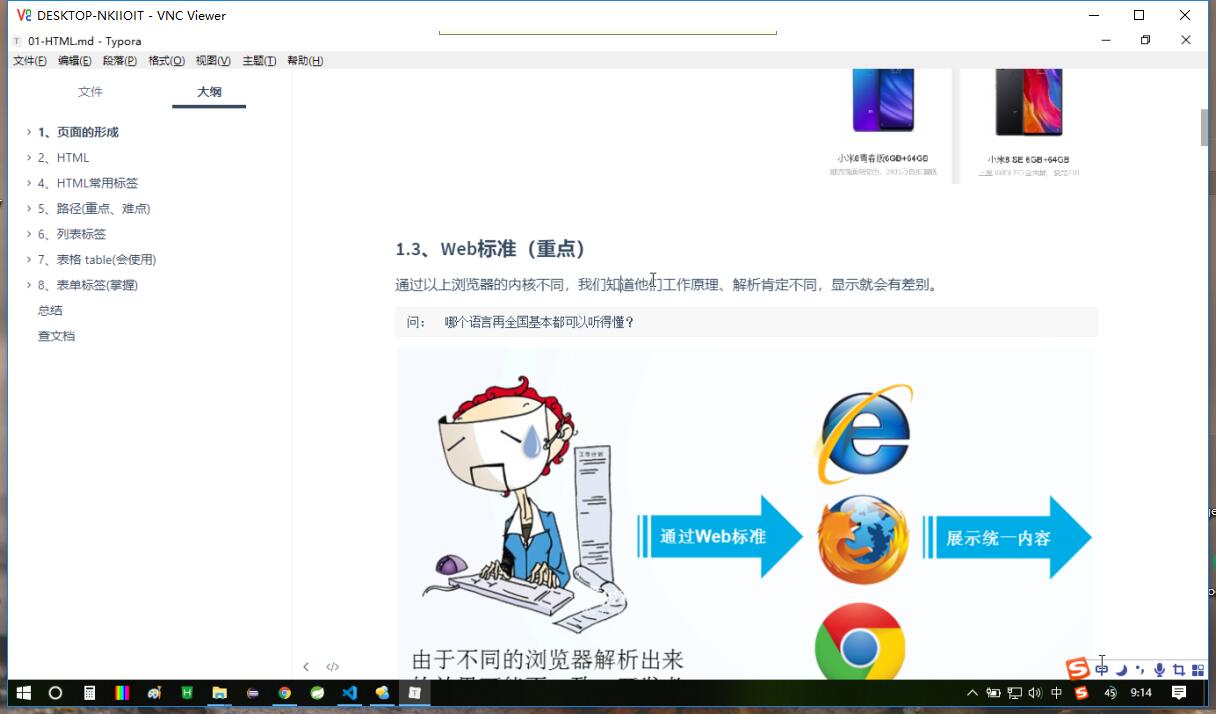 DESKTOP-NKIIOIT - VNC Viewer
01-HTML.md - Typora
文件(F) 编辑(E) 段落(P) 格式(O) 视图(V) 主题(T) 帮助(H)
文件 大纲
1、页面的形成
2、HTML
4、HTML常用标签
5、路径(重点、难点)
6、列表标签
7、表格 table(会使用)
8、表单标签(掌握)
总结
查文档
小米8青春版6GB+64GB 小米8 SE 6GB+64GB
1.3、Web标准（重点）
通过以上浏览器的内核不同，我们知道他们工作原理、解析肯定不同，显示就会有差别。
问： 哪个语言再全国基本都可以听得懂？
工作计划
通过Web标准
展示统一内容
由于不同的浏览器解析出来
中
中
45
9:14